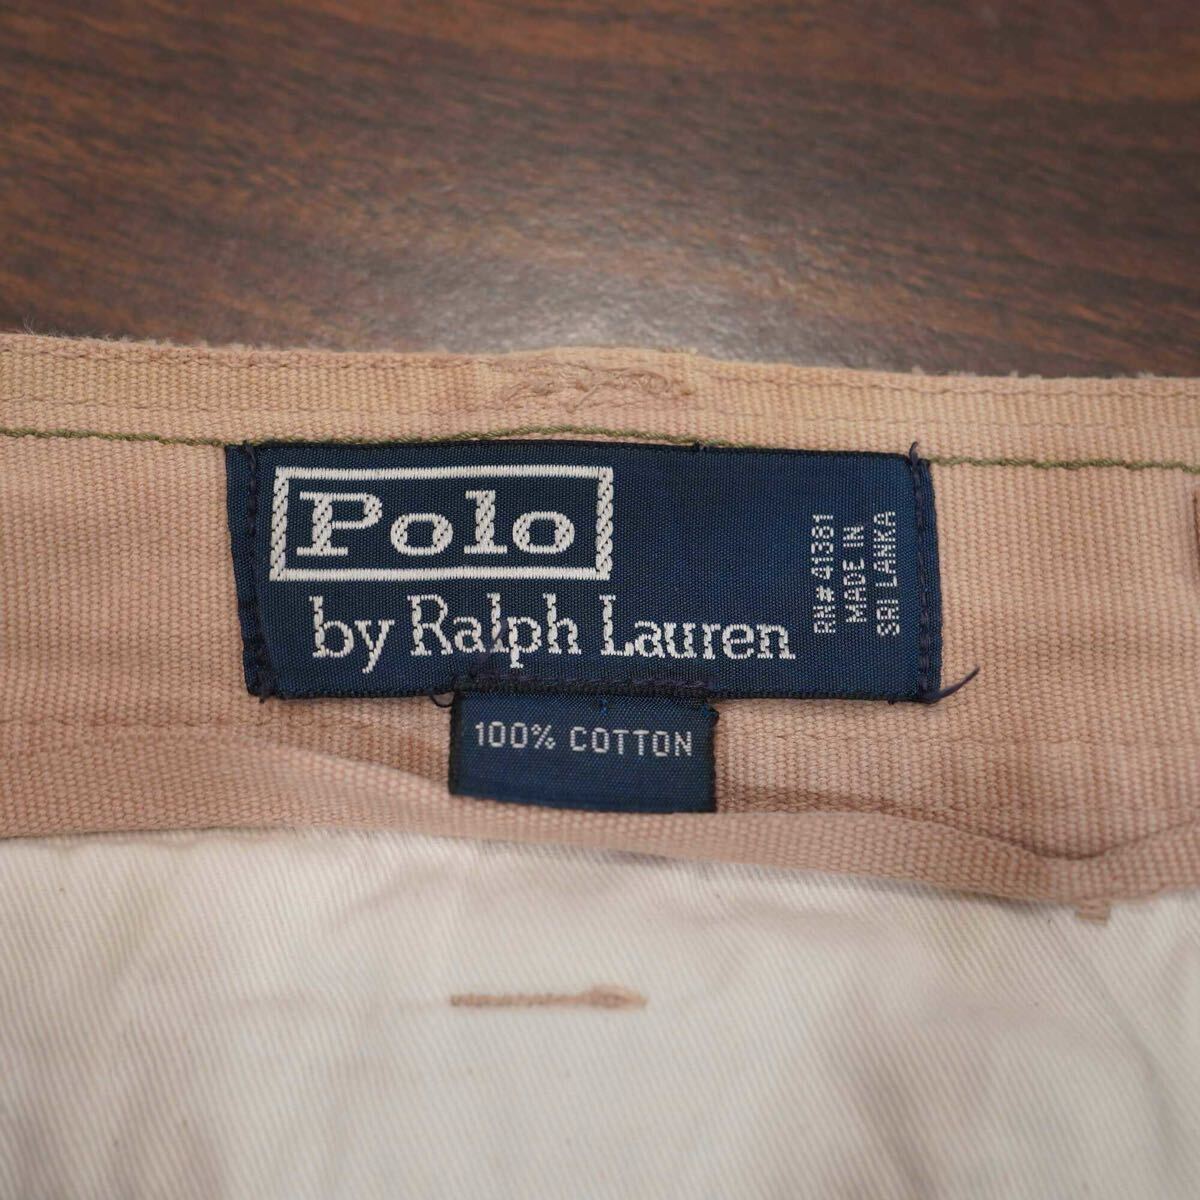 Polo
by Ralph Lauren
RN# 41381
MADE IN
SRI LANKA
100% COTTON